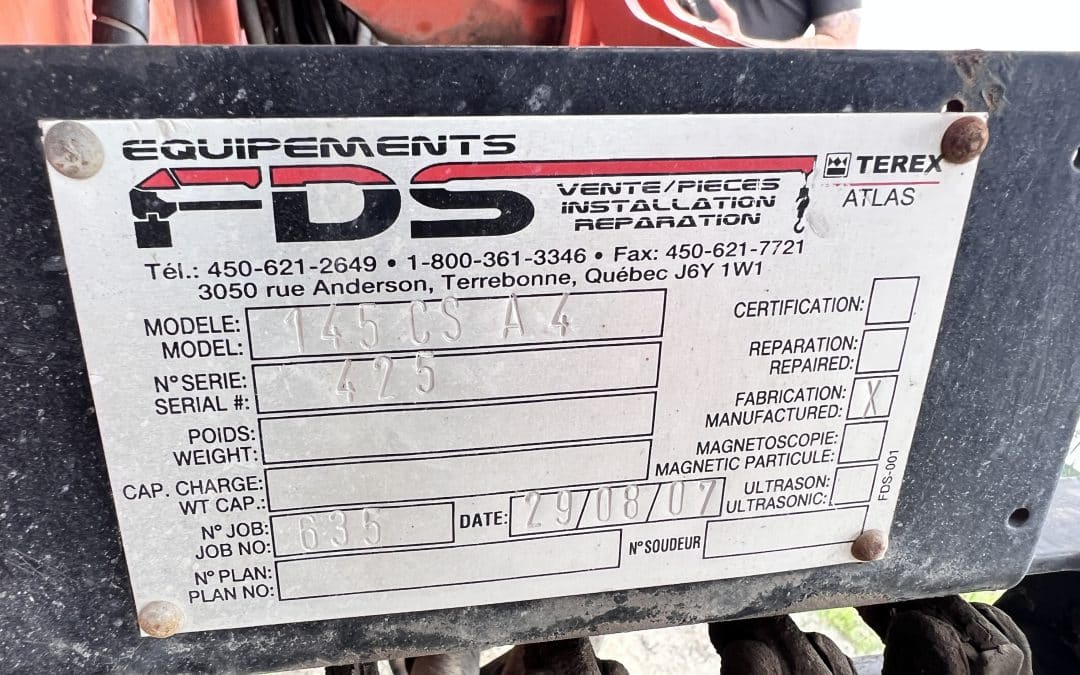 EQUIPEMENTS
FDS
VENTE/PIECES
INSTALLATION
REPARATION
TEREX
ATLAS
Tél.: 450-621-2649 • 1-800-361-3346 • Fax: 450-621-7721
3050 rue Anderson, Terrebonne, Québec J6Y 1W1
MODELE:
MODEL:
145 CS A4
N° SERIE:
SERIAL #:
425
POIDS:
WEIGHT:
CAP. CHARGE:
WT CAP.:
N° JOB:
JOB NO:
635
DATE:
29/08/07
N° PLAN:
PLAN NO:
N° SOUDEUR
CERTIFICATION:
REPARATION:
REPAIRED:
FABRICATION:
MANUFACTURED:
X
MAGNETOSCOPIE:
MAGNETIC PARTICULE:
ULTRASON:
ULTRASONIC:
FDS-001